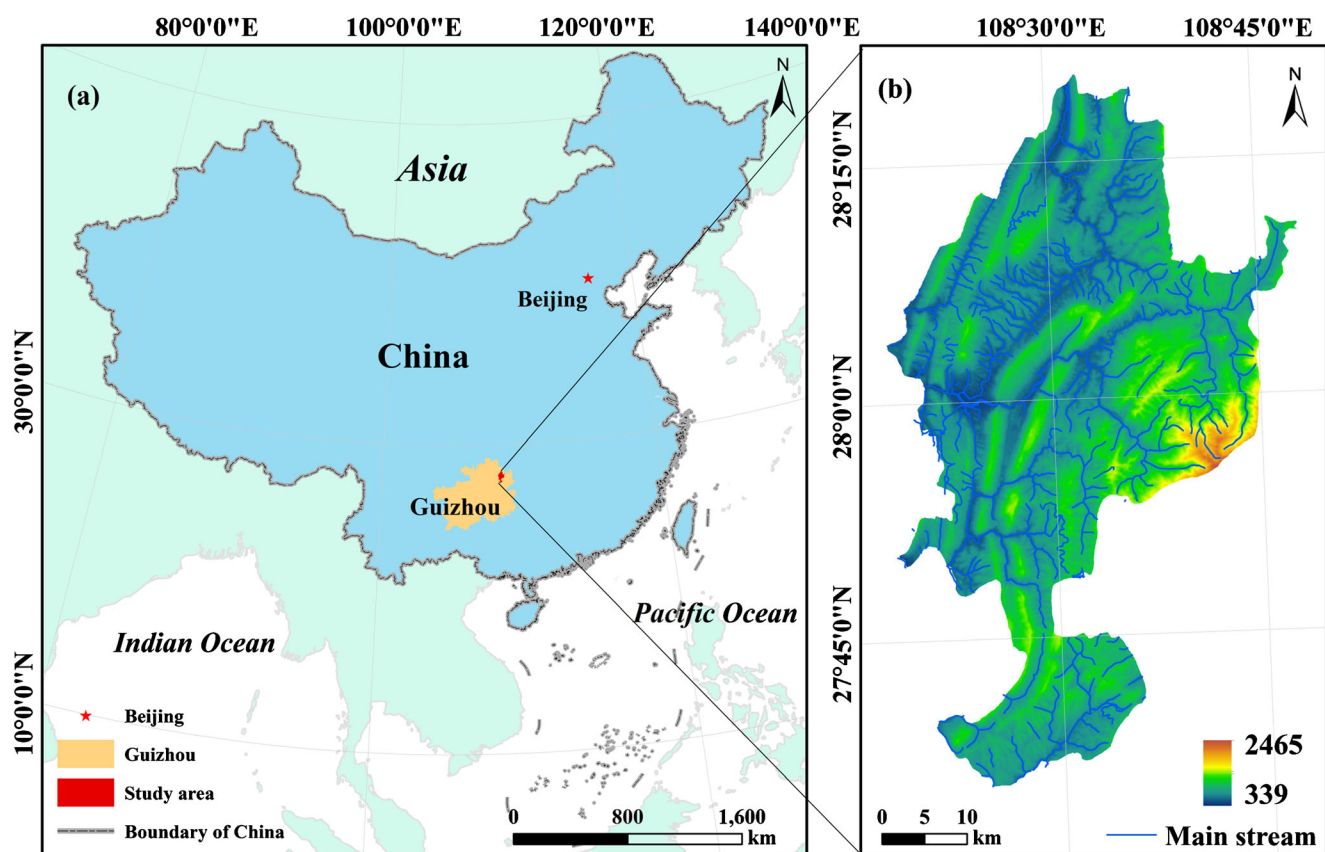 80°0'0"E 100°0'0"E 120°0'0"E 140°0'0"E
30°0'0"N
10°0'0"N
(a)
N
Asia
Beijing
China
Guizhou
Pacific Ocean
Indian Ocean
Beijing
Guizhou
Study area
Boundary of China
0 800 1,600
km
108°30'0"E 108°45'0"E
28°15'0"N
28°0'0"N
27°45'0"N
(b)
N
2465
339
0 5 10
km
Main stream